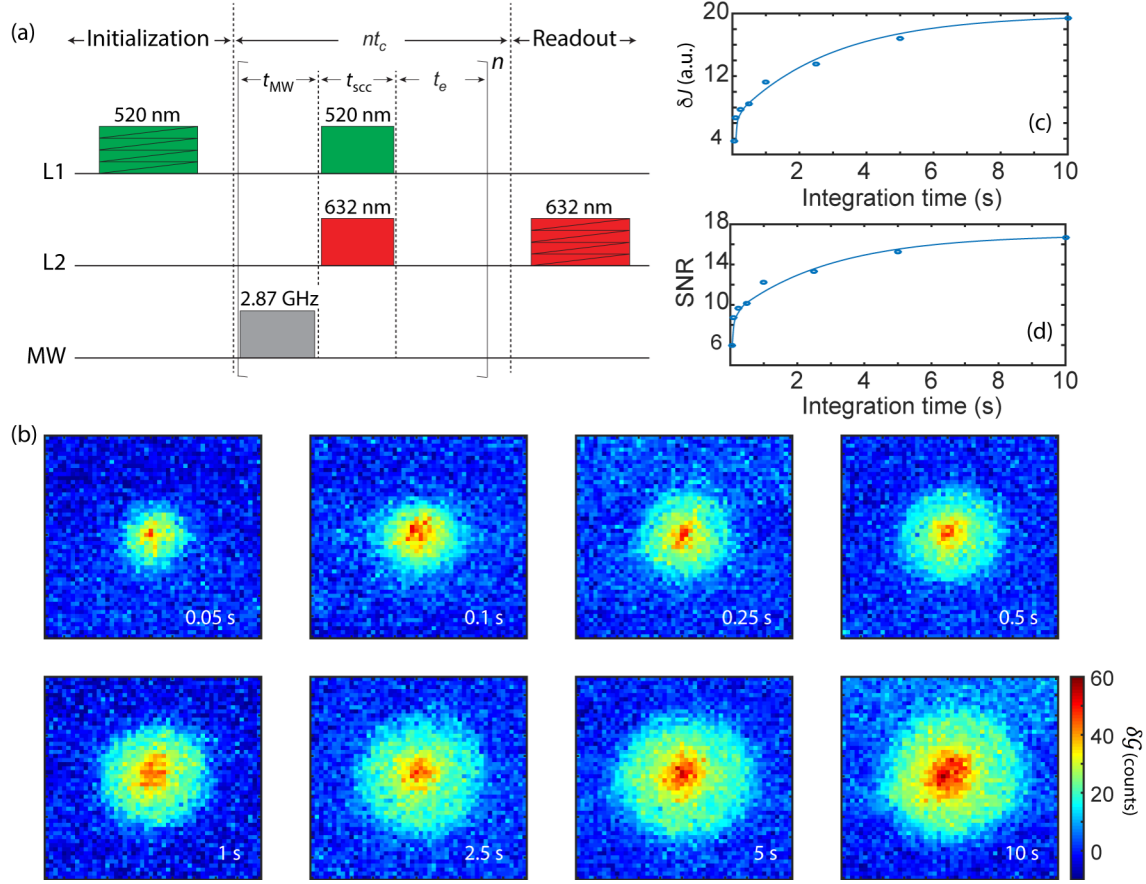 (a)
Initialization
ntc
Readout
n
tMW
tscc
te
520 nm
520 nm
L1
632 nm
632 nm
L2
2.87 GHz
MW
20
12
4
δJ (a.u.)
(c)
2 4 6 8 10
Integration time (s)
18
14
10
6
SNR
(d)
2 4 6 8 10
Integration time (s)
(b)
0.05 s
0.1 s
0.25 s
0.5 s
1 s
2.5 s
5 s
10 s
60
40
20
0